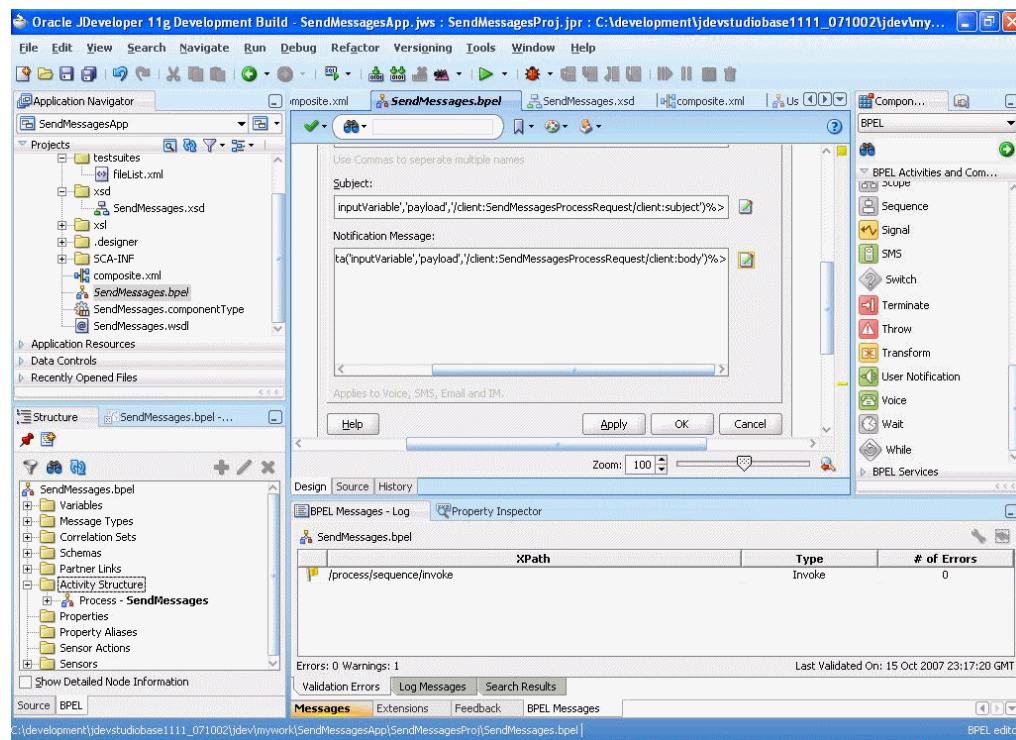 Oracle JDeveloper 11g Development Build - SendMessagesApp.jws : SendMessagesProj.jpr : C:\development\jdevstudiobase1111_071002\jdev\my...
File Edit View Search Navigate Run Debug Refactor Versioning Tools Window Help
Application Navigator
SendMessagesApp
Projects
testsuites
fileList.xml
xsd
SendMessages.xsd
xsl
.designer
SCA-INF
composite.xml
SendMessages.bpel
SendMessages.componentType
SendMessages.wsdl
Application Resources
Data Controls
Recently Opened Files
Structure
SendMessages.bpel -...
SendMessages.bpel
Variables
Message Types
Correlation Sets
Schemas
Partner Links
Activity Structure
Process - SendMessages
Properties
Property Aliases
Sensor Actions
Sensors
Show Detailed Node Information
Source BPEL
mposite.xml SendMessages.bpel SendMessages.xsd composite.xml Us
Use Commas to seperate multiple names
Subject:
inputVariable','payload','/client:SendMessagesProcessRequest/client:subject')%>
Notification Message:
ta('inputVariable','payload','/client:SendMessagesProcessRequest/client:body')%>
Applies to Voice, SMS, Email and IM.
Help Apply OK Cancel
Zoom: 100
Design Source History
BPEL Messages - Log Property Inspector
SendMessages.bpel
XPath Type # of Errors
/process/sequence/invoke Invoke 0
Errors: 0 Warnings: 1 Last Validated On: 15 Oct 2007 23:17:20 GMT
Validation Errors Log Messages Search Results
Messages Extensions Feedback BPEL Messages
Compon...
BPEL
BPEL Activities and Com...
Scope
Sequence
Signal
SMS
Switch
Terminate
Throw
Transform
User Notification
Voice
Wait
While
BPEL Services
C:\development\jdevstudiobase1111_071002\jdev\mywork\SendMessagesApp\SendMessagesProj\SendMessages.bpel BPEL edito